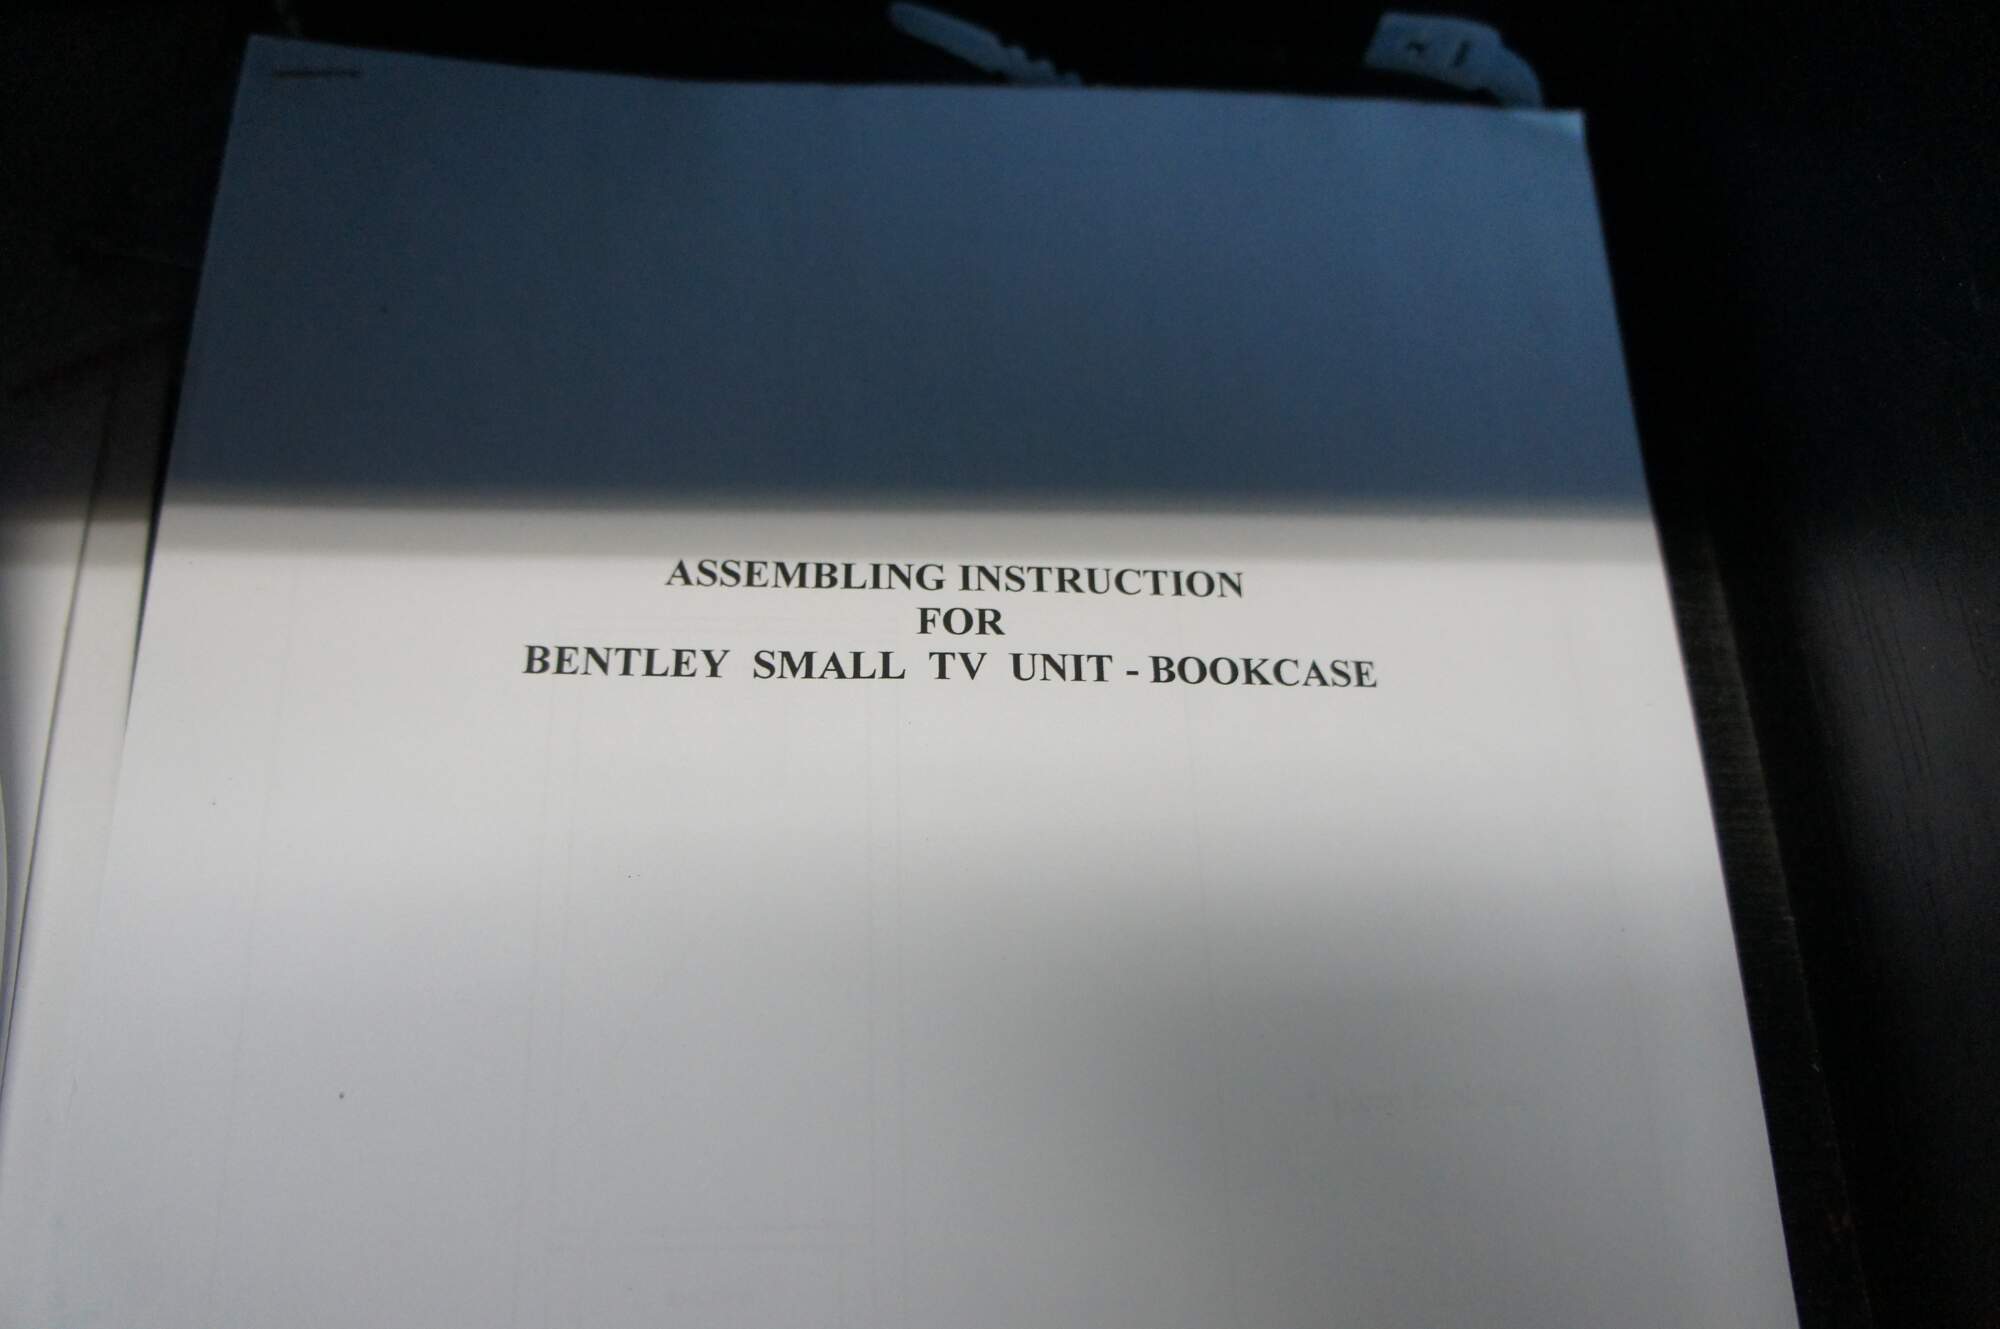 ASSEMBLING INSTRUCTION
FOR
BENTLEY SMALL TV UNIT - BOOKCASE